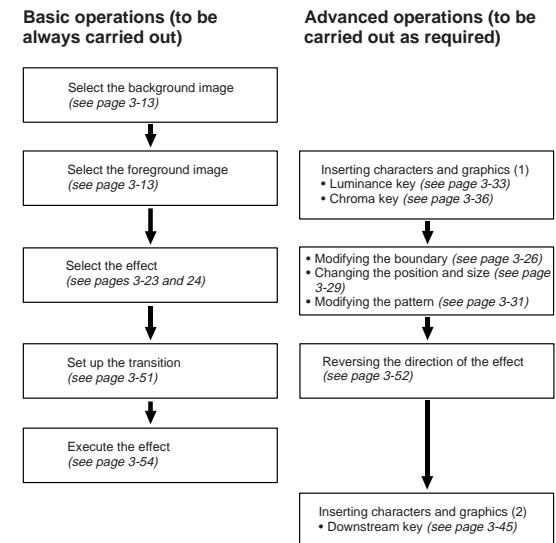 Basic operations (to be
always carried out)
Select the background image
(see page 3-13)
Select the foreground image
(see page 3-13)
Select the effect
(see pages 3-23 and 24)
Set up the transition
(see page 3-51)
Execute the effect
(see page 3-54)
Advanced operations (to be
carried out as required)
Inserting characters and graphics (1)
• Luminance key (see page 3-33)
• Chroma key (see page 3-36)
• Modifying the boundary (see page 3-26)
• Changing the position and size (see page
3-29)
• Modifying the pattern (see page 3-31)
Reversing the direction of the effect
(see page 3-52)
Inserting characters and graphics (2)
• Downstream key (see page 3-45)